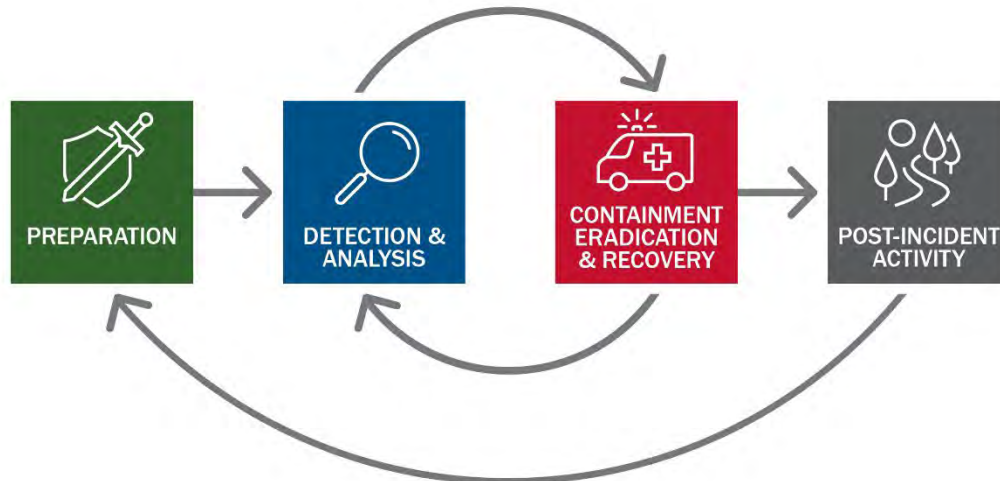 PREPARATION
DETECTION &
ANALYSIS
CONTAINMENT
ERADICATION
& RECOVERY
POST-INCIDENT
ACTIVITY